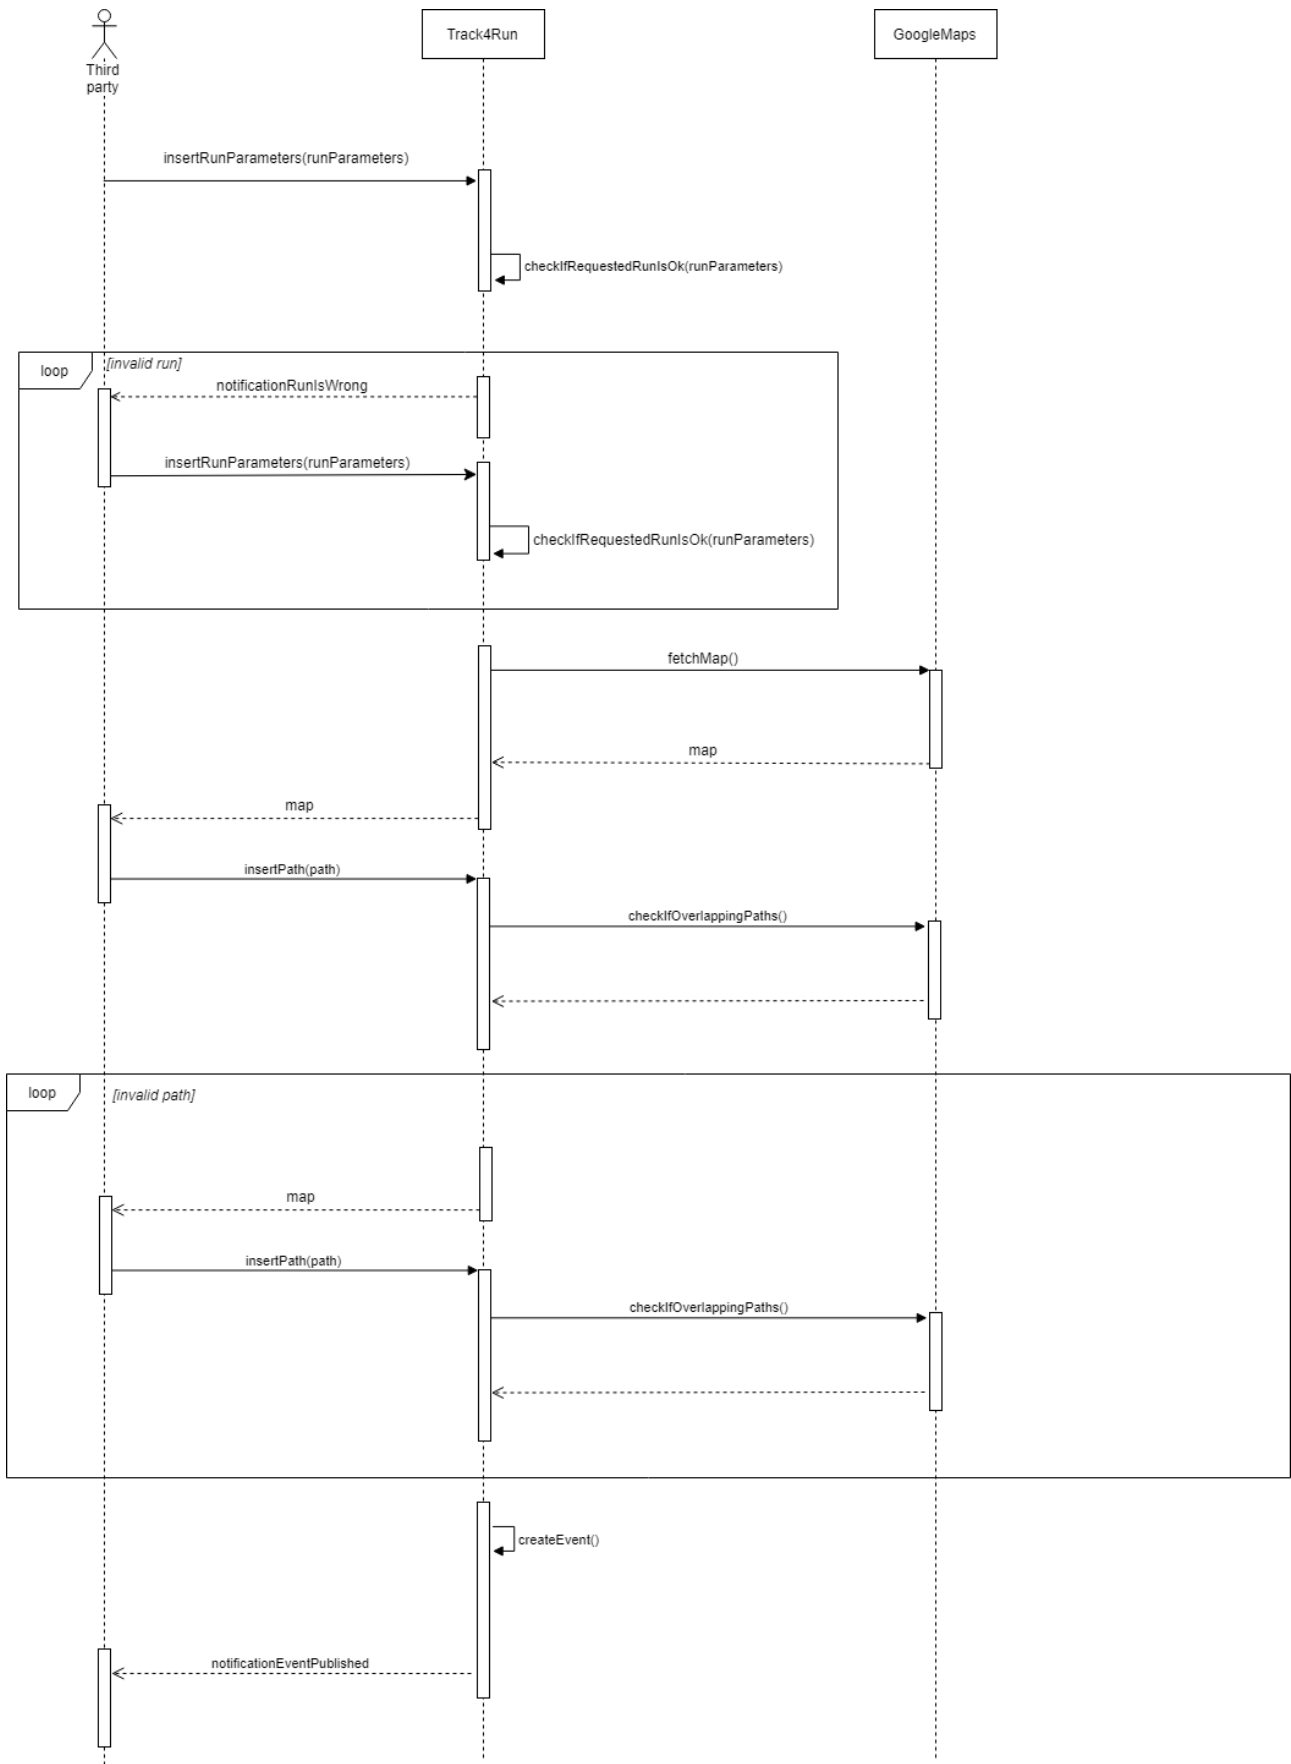 Third
party
Track4Run
GoogleMaps
insertRunParameters(runParameters)
checkIfRequestedRunIsOk(runParameters)
loop
[invalid run]
notificationRunIsWrong
insertRunParameters(runParameters)
checkIfRequestedRunIsOk(runParameters)
fetchMap()
map
map
insertPath(path)
checkIfOverlappingPaths()
loop
[invalid path]
map
insertPath(path)
checkIfOverlappingPaths()
createEvent()
notificationEventPublished